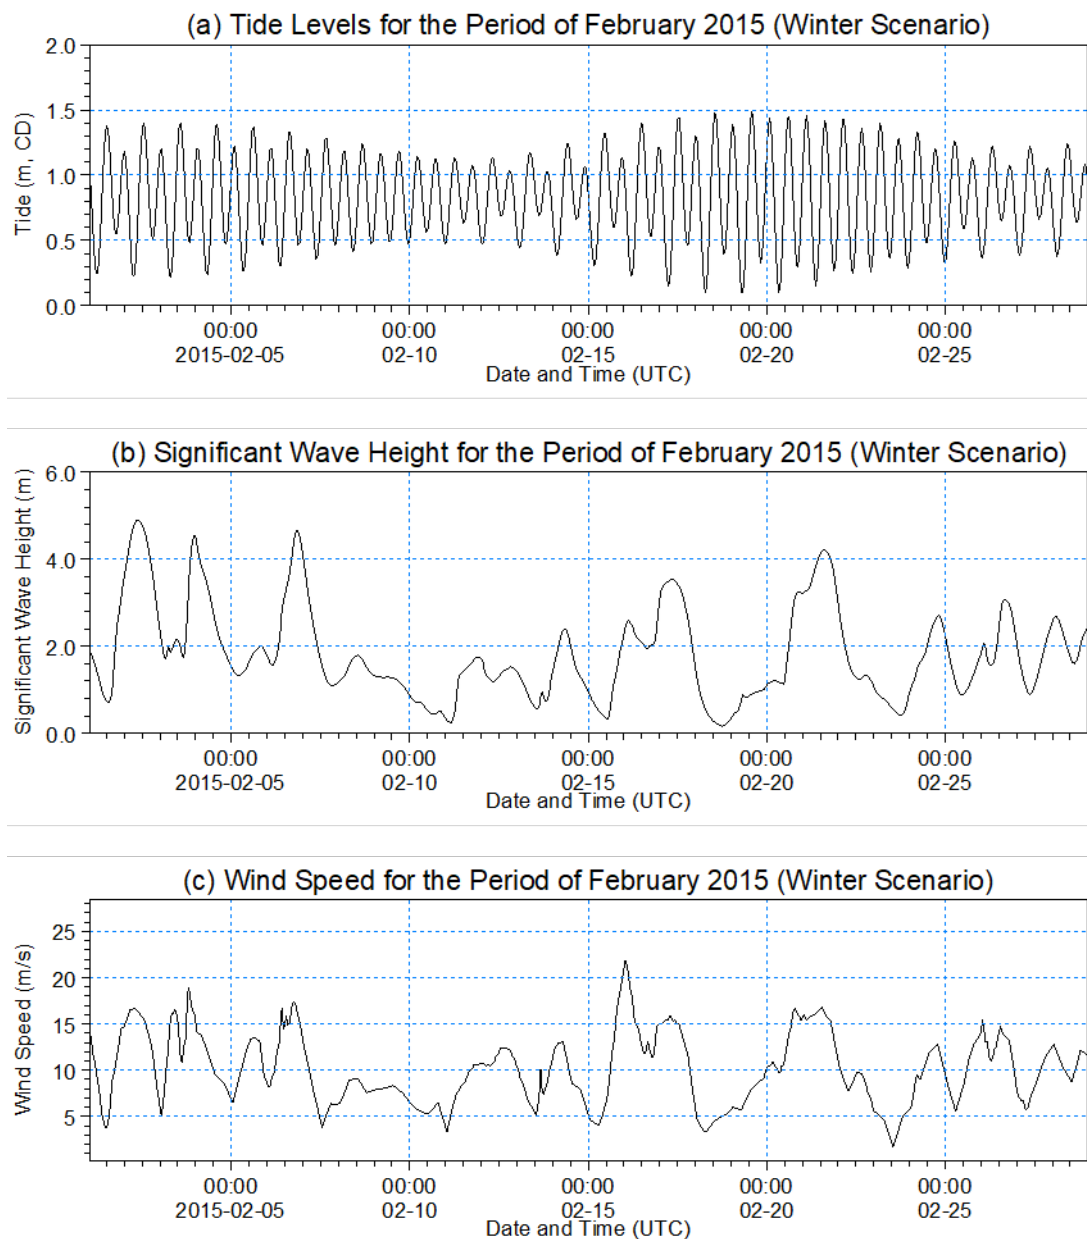 (a) Tide Levels for the Period of February 2015 (Winter Scenario)
Tide (m, CD)
2.0
1.5
1.0
0.5
0.0
00:00 00:00 00:00 00:00 00:00
2015-02-05 02-10 02-15 02-20 02-25
Date and Time (UTC)
(b) Significant Wave Height for the Period of February 2015 (Winter Scenario)
Significant Wave Height (m)
6.0
4.0
2.0
0.0
00:00 00:00 00:00 00:00 00:00
2015-02-05 02-10 02-15 02-20 02-25
Date and Time (UTC)
(c) Wind Speed for the Period of February 2015 (Winter Scenario)
Wind Speed (m/s)
25
20
15
10
5
00:00 00:00 00:00 00:00 00:00
2015-02-05 02-10 02-15 02-20 02-25
Date and Time (UTC)